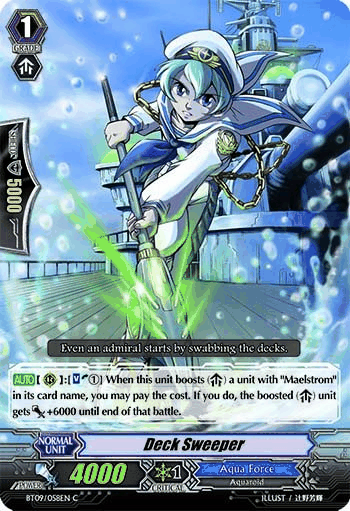 1
GRADE
SHIELD
5000
Even an admiral starts by swabbing the decks.
AUTO [ ]:[ ① ] When this unit boosts ( ) a unit with "Maelstrom"
in its card name, you may pay the cost. If you do, the boosted ( ) unit
gets +6000 until end of that battle.
NORMAL
UNIT
Deck Sweeper
POWER
4000
1
CRITICAL
Aqua Force
Aquaroid
BT09/058EN C
ILLUST / 辻野芳輝